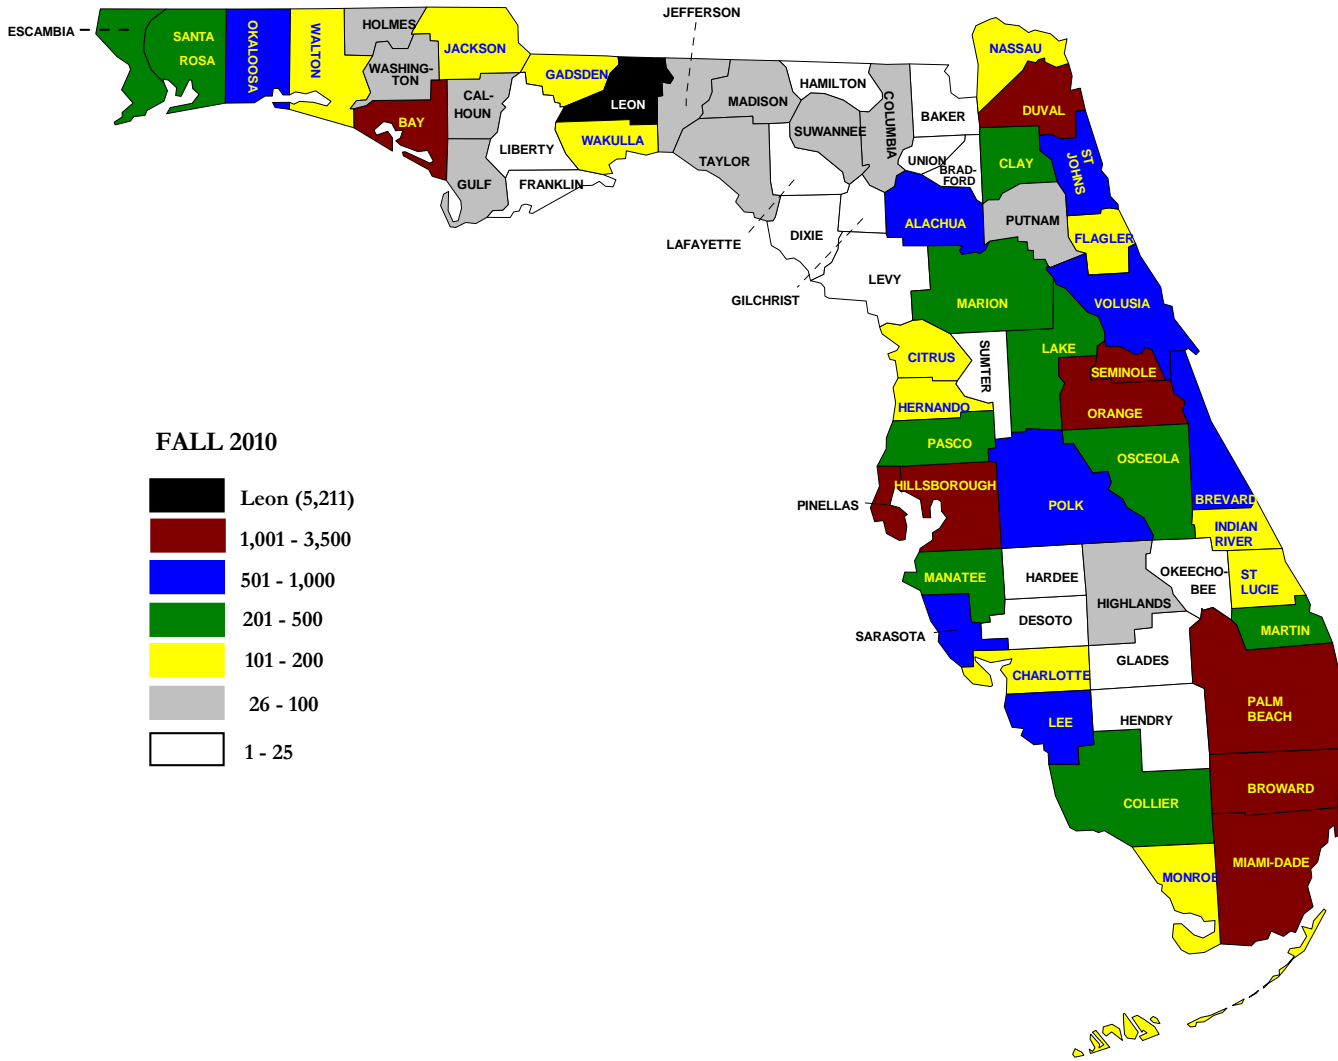 JEFFERSON
ESCAMBIA
SANTA
ROSA
OKALOOSA
WALTON
HOLMES
WASHING-
TON
JACKSON
BAY
CAL-
HOUN
GULF
LIBERTY
FRANKLIN
GADSDEN
LEON
WAKULLA
MADISON
TAYLOR
HAMILTON
SUWANNEE
COLUMBIA
LAFAYETTE
DIXIE
GILCHRIST
BAKER
UNION
BRAD-
FORD
NASSAU
DUVAL
CLAY
ST
JOHNS
ALACHUA
PUTNAM
FLAGLER
LEVY
MARION
VOLUSIA
CITRUS
SUMTER
LAKE
SEMINOLE
ORANGE
HERNANDO
PASCO
OSCEOLA
PINELLAS
HILLSBOROUGH
POLK
BREVARD
INDIAN
RIVER
MANATEE
HARDEE
HIGHLANDS
OKEECHO-
BEE
ST
LUCIE
SARASOTA
DESOTO
MARTIN
CHARLOTTE
GLADES
LEE
HENDRY
PALM
BEACH
COLLIER
BROWARD
MONROE
MIAMI-DADE
FALL 2010
Leon (5,211)
1,001 - 3,500
501 - 1,000
201 - 500
101 - 200
26 - 100
1 - 25